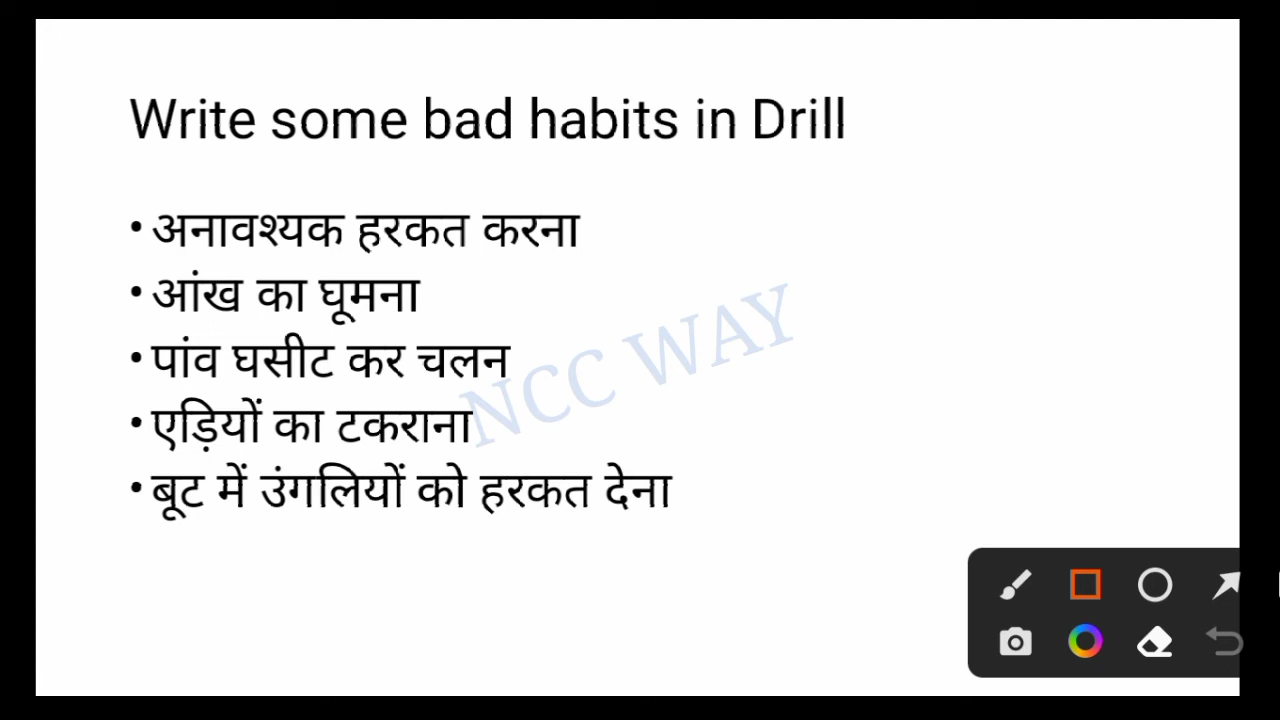 Write some bad habits in Drill
• अनावश्यक हरकत करना
• आंख का घूमना
• पांव घसीट कर चलन
• एड़ियों का टकराना
• बूट में उंगलियों को हरकत देना
NCC WAY